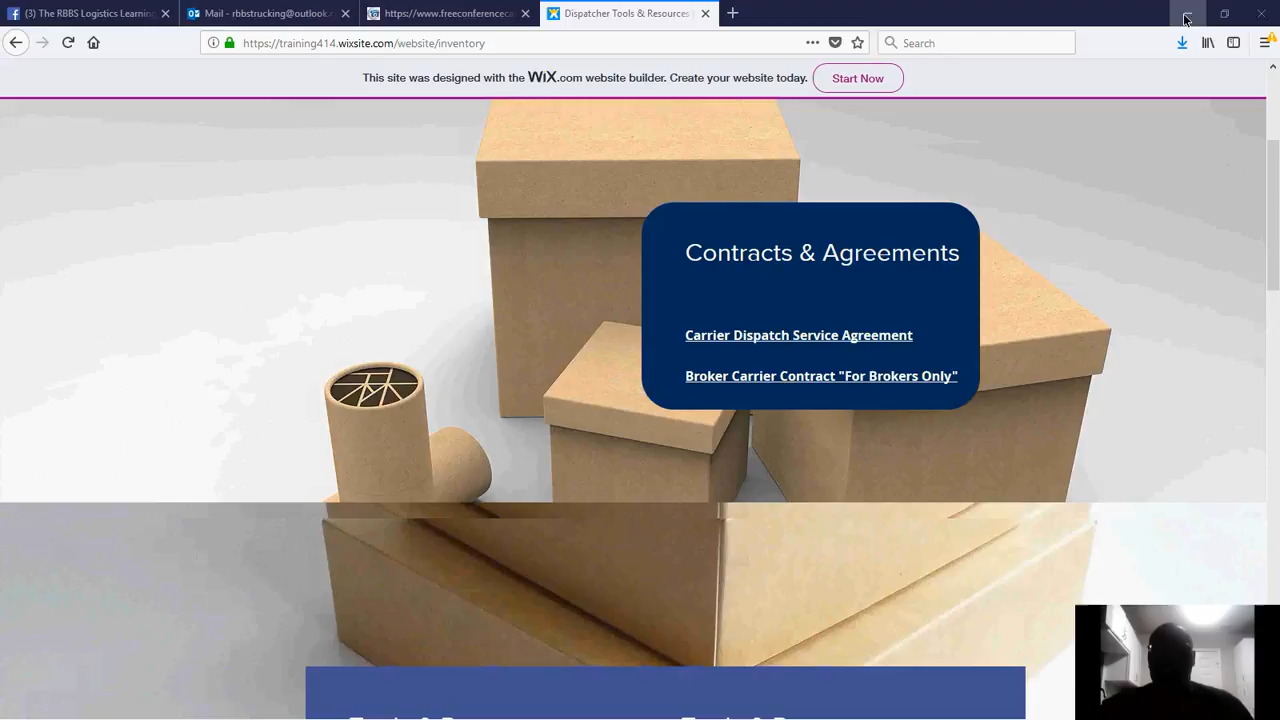 (3) The RBBS Logistics Learning
Mail - rbbstrucking@outlook.
https://www.freeconferenceca
Dispatcher Tools & Resources
https://training414.wixsite.com/website/inventory
Search
This site was designed with the WiX.com website builder. Create your website today.
Start Now
Contracts & Agreements
Carrier Dispatch Service Agreement
Broker Carrier Contract "For Brokers Only"